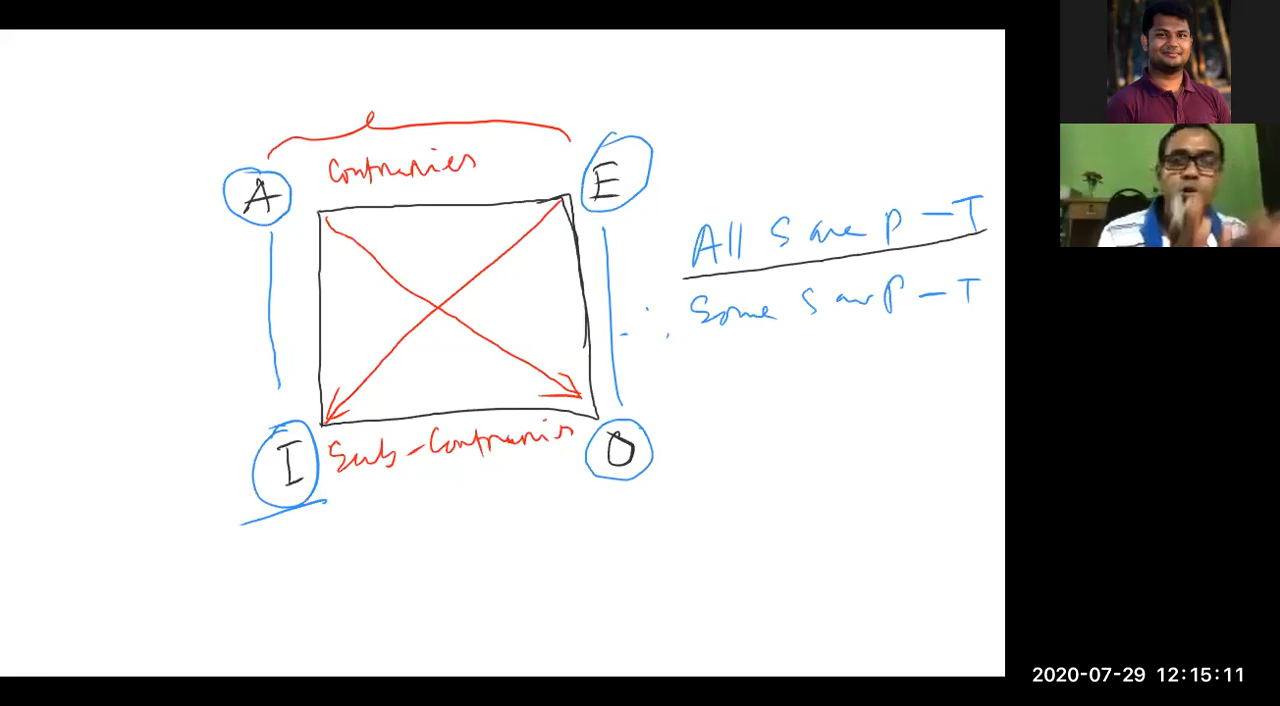 Contraries
A E
All S are P – T
∴ Some S are P – T
I Sub-Contraries O
2020-07-29 12:15:11